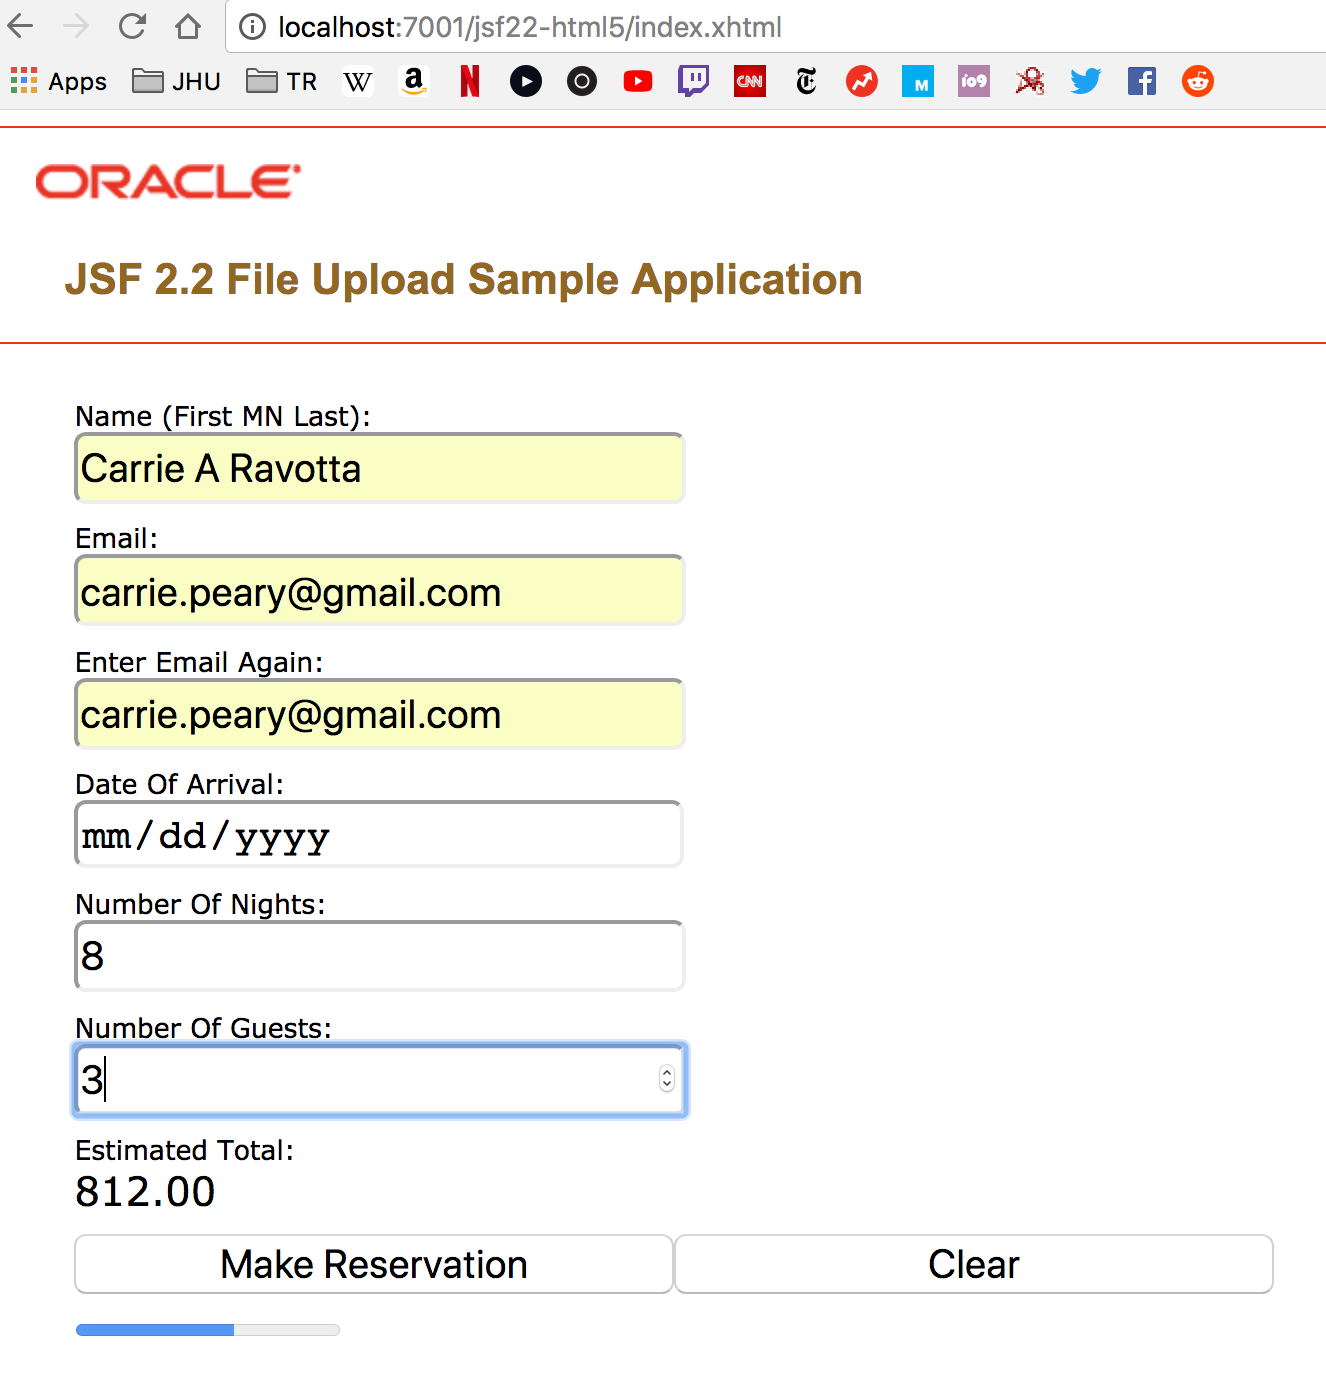 localhost:7001/jsf22-html5/index.xhtml
Apps JHU TR W a N CNN T M io9
ORACLE
JSF 2.2 File Upload Sample Application
Name (First MN Last):
Carrie A Ravotta
Email:
carrie.peary@gmail.com
Enter Email Again:
carrie.peary@gmail.com
Date Of Arrival:
mm/dd/yyyy
Number Of Nights:
8
Number Of Guests:
3
Estimated Total:
812.00
Make Reservation Clear